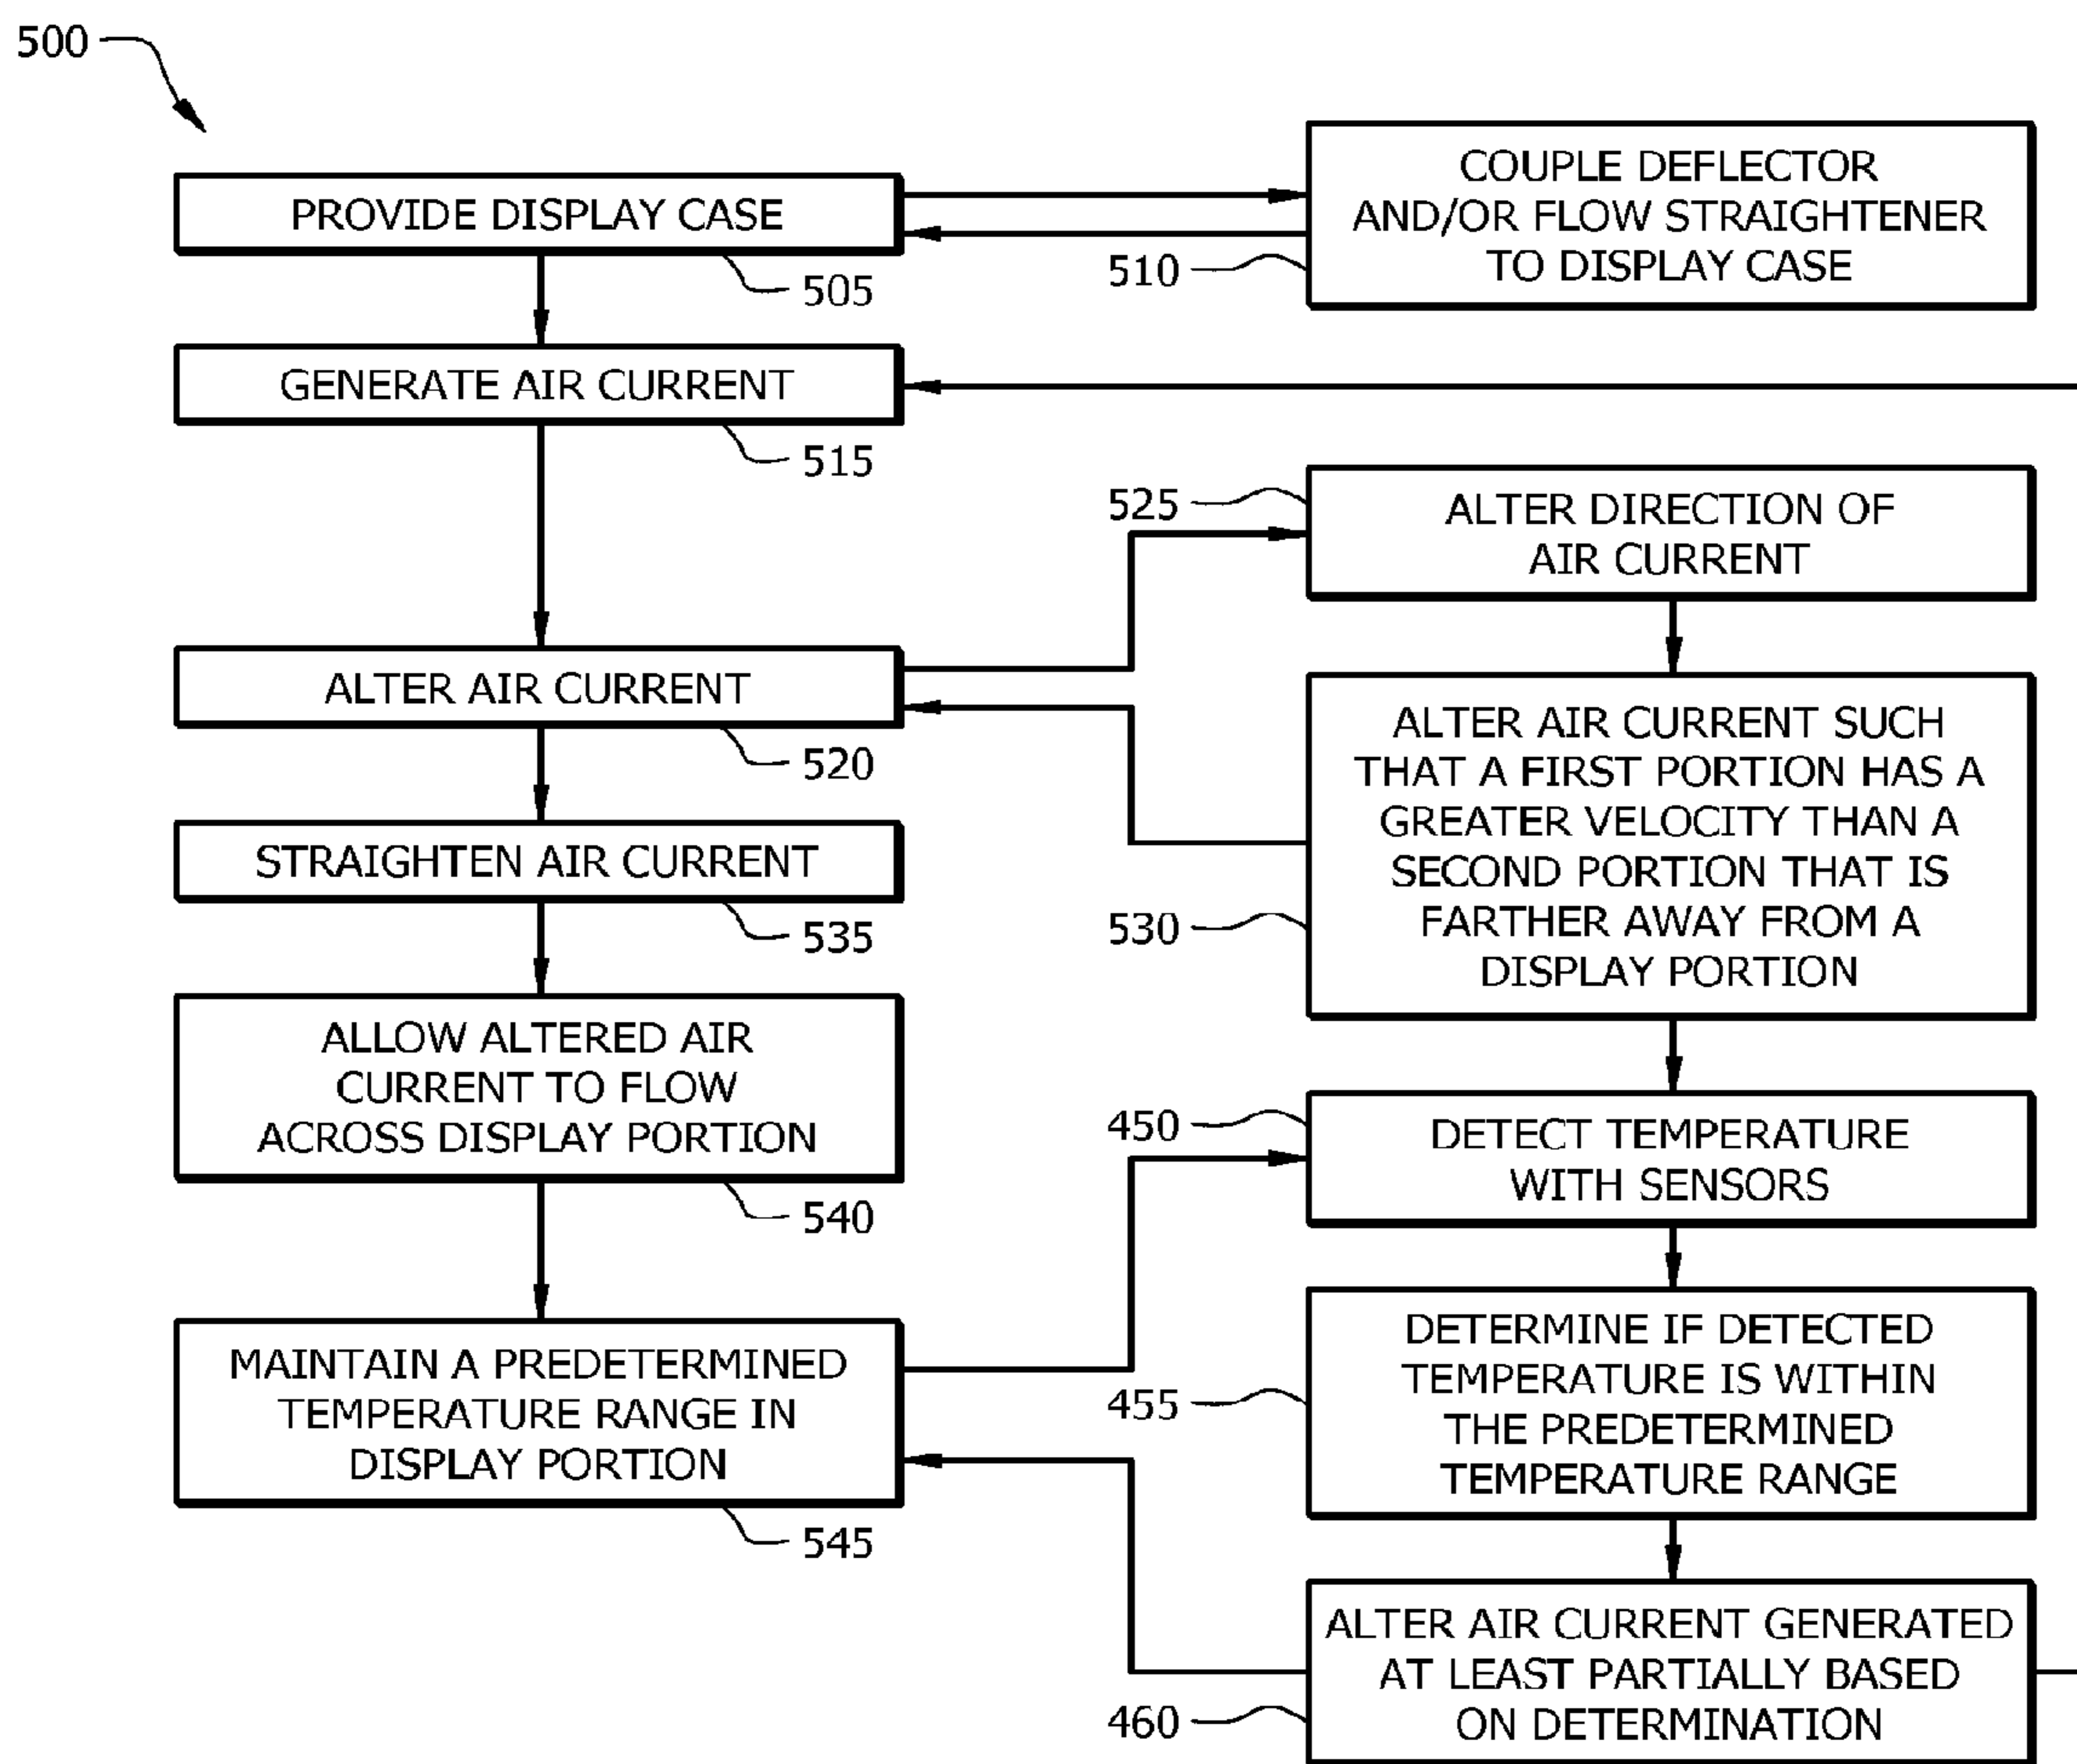 500
PROVIDE DISPLAY CASE
505
COUPLE DEFLECTOR
AND/OR FLOW STRAIGHTENER
TO DISPLAY CASE
510
GENERATE AIR CURRENT
515
ALTER AIR CURRENT
520
525
ALTER DIRECTION OF
AIR CURRENT
ALTER AIR CURRENT SUCH
THAT A FIRST PORTION HAS A
GREATER VELOCITY THAN A
SECOND PORTION THAT IS
FARTHER AWAY FROM A
DISPLAY PORTION
530
STRAIGHTEN AIR CURRENT
535
ALLOW ALTERED AIR
CURRENT TO FLOW
ACROSS DISPLAY PORTION
540
MAINTAIN A PREDETERMINED
TEMPERATURE RANGE IN
DISPLAY PORTION
545
450
DETECT TEMPERATURE
WITH SENSORS
DETERMINE IF DETECTED
TEMPERATURE IS WITHIN
THE PREDETERMINED
TEMPERATURE RANGE
455
ALTER AIR CURRENT GENERATED
AT LEAST PARTIALLY BASED
ON DETERMINATION
460